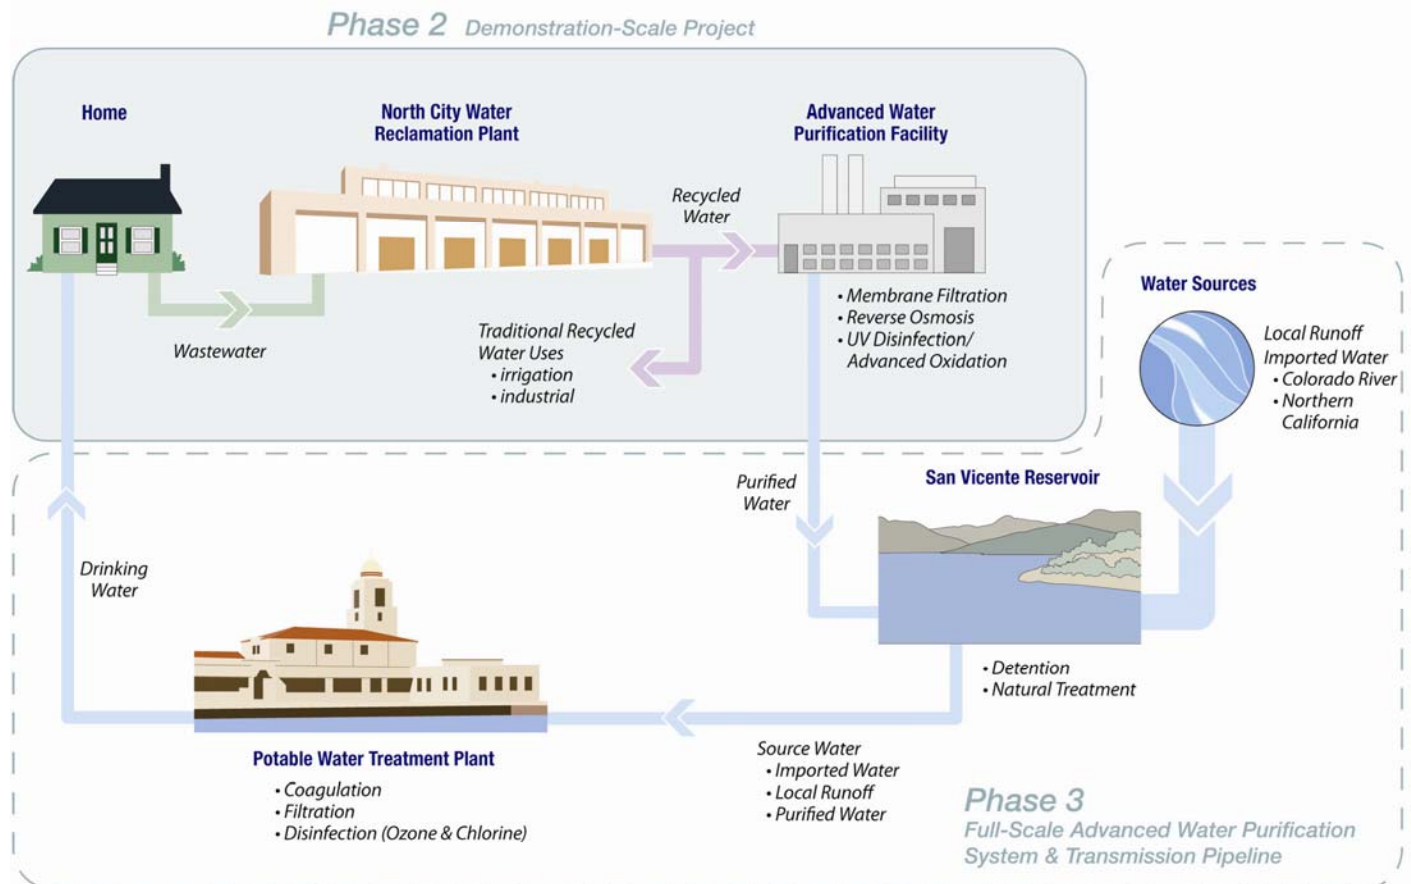 Phase 2 Demonstration-Scale Project
Home
North City Water
Reclamation Plant
Advanced Water
Purification Facility
Recycled
Water
Wastewater
Traditional Recycled
Water Uses
• irrigation
• industrial
• Membrane Filtration
• Reverse Osmosis
• UV Disinfection/
Advanced Oxidation
Water Sources
Local Runoff
Imported Water
• Colorado River
• Northern
California
Purified
Water
San Vicente Reservoir
• Detention
• Natural Treatment
Drinking
Water
Potable Water Treatment Plant
• Coagulation
• Filtration
• Disinfection (Ozone & Chlorine)
Source Water
• Imported Water
• Local Runoff
• Purified Water
Phase 3
Full-Scale Advanced Water Purification
System & Transmission Pipeline